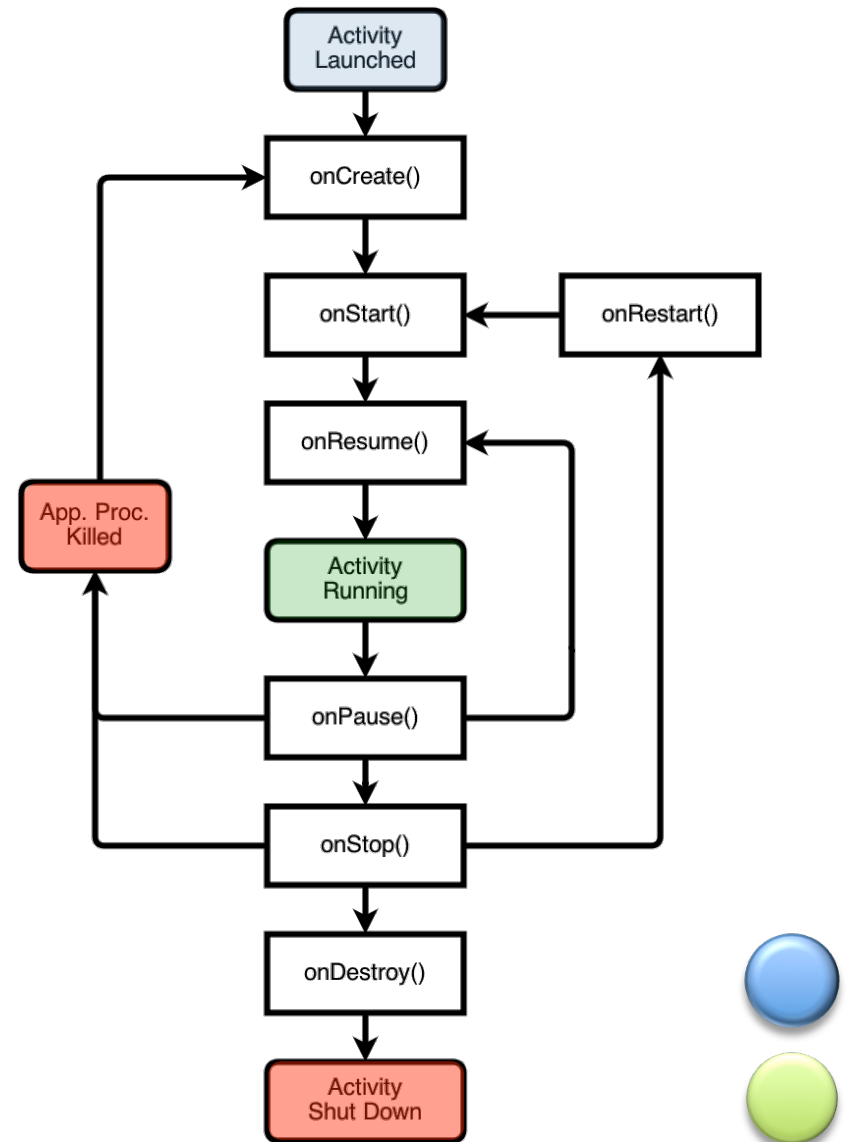 Activity
Launched
onCreate()
onStart()
onRestart()
onResume()
App. Proc.
Killed
Activity
Running
onPause()
onStop()
onDestroy()
Activity
Shut Down